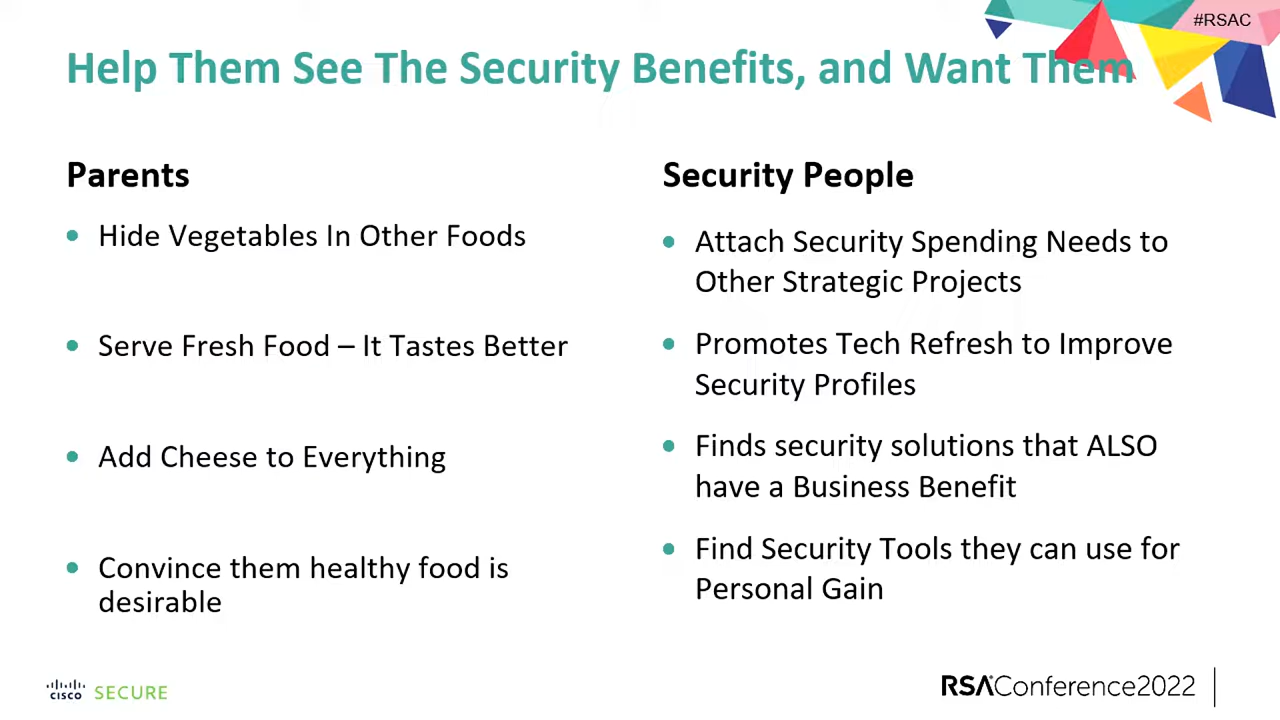 #RSAC
Help Them See The Security Benefits, and Want Them
Parents
Hide Vegetables In Other Foods
Serve Fresh Food – It Tastes Better
Add Cheese to Everything
Convince them healthy food is
desirable
Security People
Attach Security Spending Needs to
Other Strategic Projects
Promotes Tech Refresh to Improve
Security Profiles
Finds security solutions that ALSO
have a Business Benefit
Find Security Tools they can use for
Personal Gain
CISCO SECURE
RSAConference2022